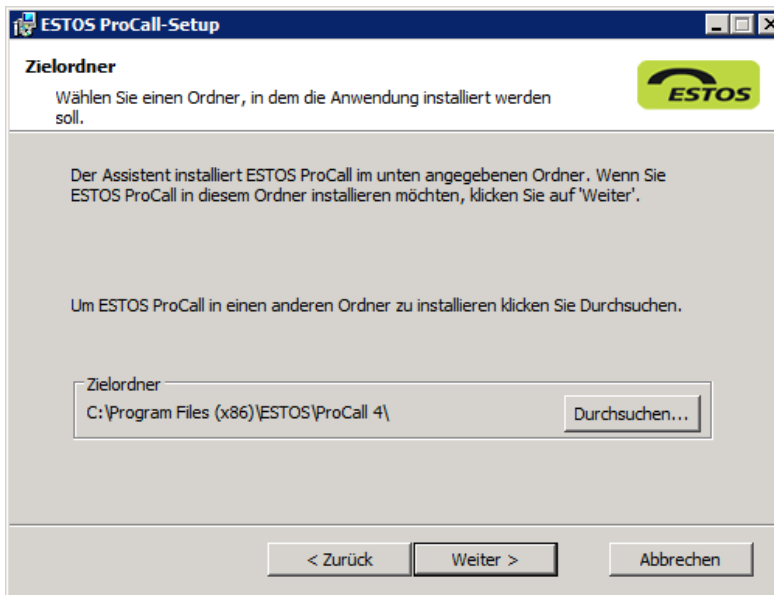 ESTOS ProCall-Setup
Zielordner
Wählen Sie einen Ordner, in dem die Anwendung installiert werden
soll.
ESTOS
Der Assistent installiert ESTOS ProCall im unten angegebenen Ordner. Wenn Sie
ESTOS ProCall in diesem Ordner installieren möchten, klicken Sie auf 'Weiter'.
Um ESTOS ProCall in einen anderen Ordner zu installieren klicken Sie Durchsuchen.
Zielordner
C:\Program Files (x86)\ESTOS\ProCall 4\
Durchsuchen...
< Zurück
Weiter >
Abbrechen